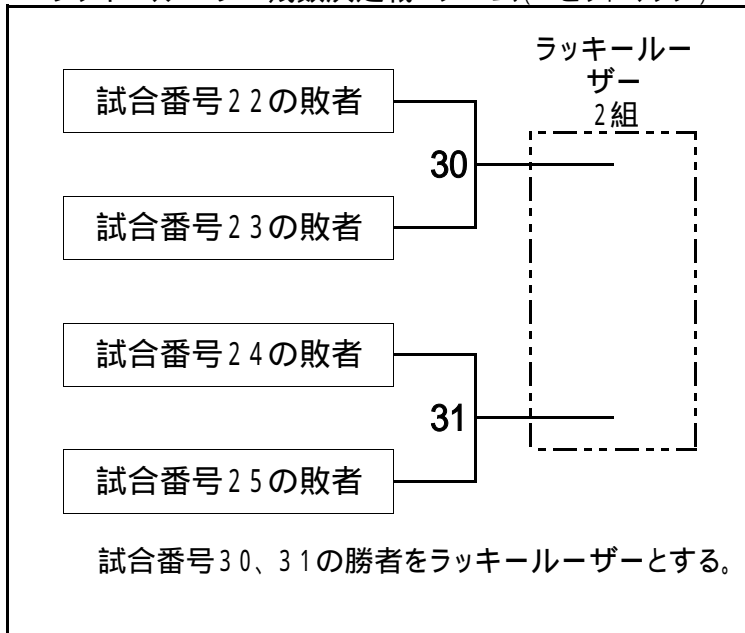 ラッキールー
ザー
2組
試合番号22の敗者
30
試合番号23の敗者
試合番号24の敗者
31
試合番号25の敗者
試合番号30、31の勝者をラッキールーザーとする。